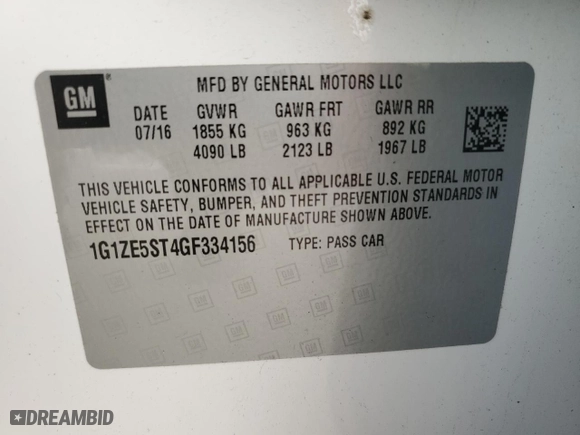 GM
MFD BY GENERAL MOTORS LLC
DATE GVWR GAWR FRT GAWR RR
07/16 1855 KG 963 KG 892 KG
4090 LB 2123 LB 1967 LB
THIS VEHICLE CONFORMS TO ALL APPLICABLE U.S. FEDERAL MOTOR
VEHICLE SAFETY, BUMPER, AND THEFT PREVENTION STANDARDS IN
EFFECT ON THE DATE OF MANUFACTURE SHOWN ABOVE.
1G1ZE5ST4GF334156 TYPE: PASS CAR
DREAMBID